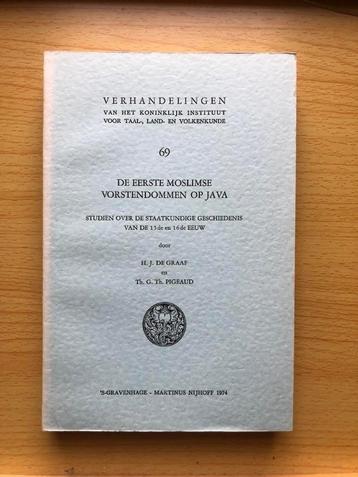 VERHANDELINGEN
VAN HET KONINKLIJK INSTITUUT
VOOR TAAL-, LAND- EN VOLKENKUNDE
69
DE EERSTE MOSLIMSE
VORSTENDOMMEN OP JAVA
STUDIEN OVER DE STAATKUNDIGE GESCHIEDENIS
VAN DE 15de en 16de EEUW
door
H. J. DE GRAAF
en
Th. G. Th. PIGEAUD
'S-GRAVENHAGE - MARTINUS NIJHOFF 1974